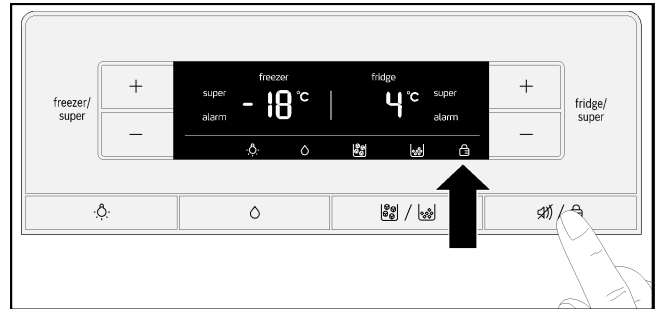 freezer/
super
+
−
freezer
super
alarm
-18 °C
fridge
4 °C
super
alarm
+
−
fridge/
super
/
/